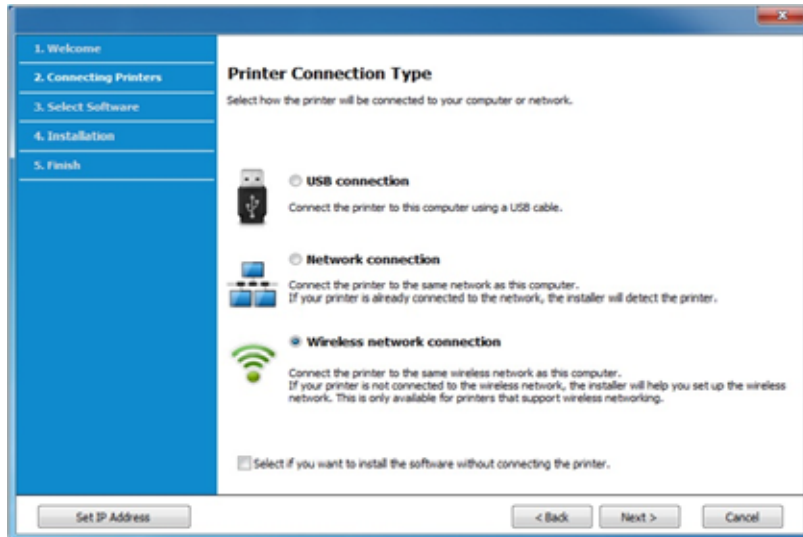 1. Welcome
2. Connecting Printers
3. Select Software
4. Installation
5. Finish
Printer Connection Type
Select how the printer will be connected to your computer or network.
USB connection
Connect the printer to this computer using a USB cable.
Network connection
Connect the printer to the same network as this computer.
If your printer is already connected to the network, the installer will detect the printer.
Wireless network connection
Connect the printer to the same wireless network as this computer.
If your printer is not connected to the wireless network, the installer will help you set up the wireless
network. This is only available for printers that support wireless networking.
Select if you want to install the software without connecting the printer.
Set IP Address
< Back
Next >
Cancel